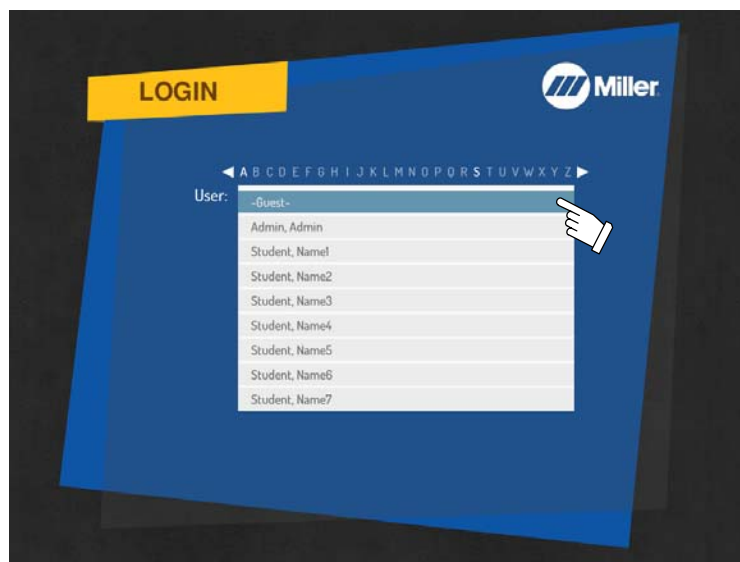 LOGIN
Miller
A B C D E F G H I J K L M N O P Q R S T U V W X Y Z
User:
-Guest-
Admin, Admin
Student, Name1
Student, Name2
Student, Name3
Student, Name4
Student, Name5
Student, Name6
Student, Name7